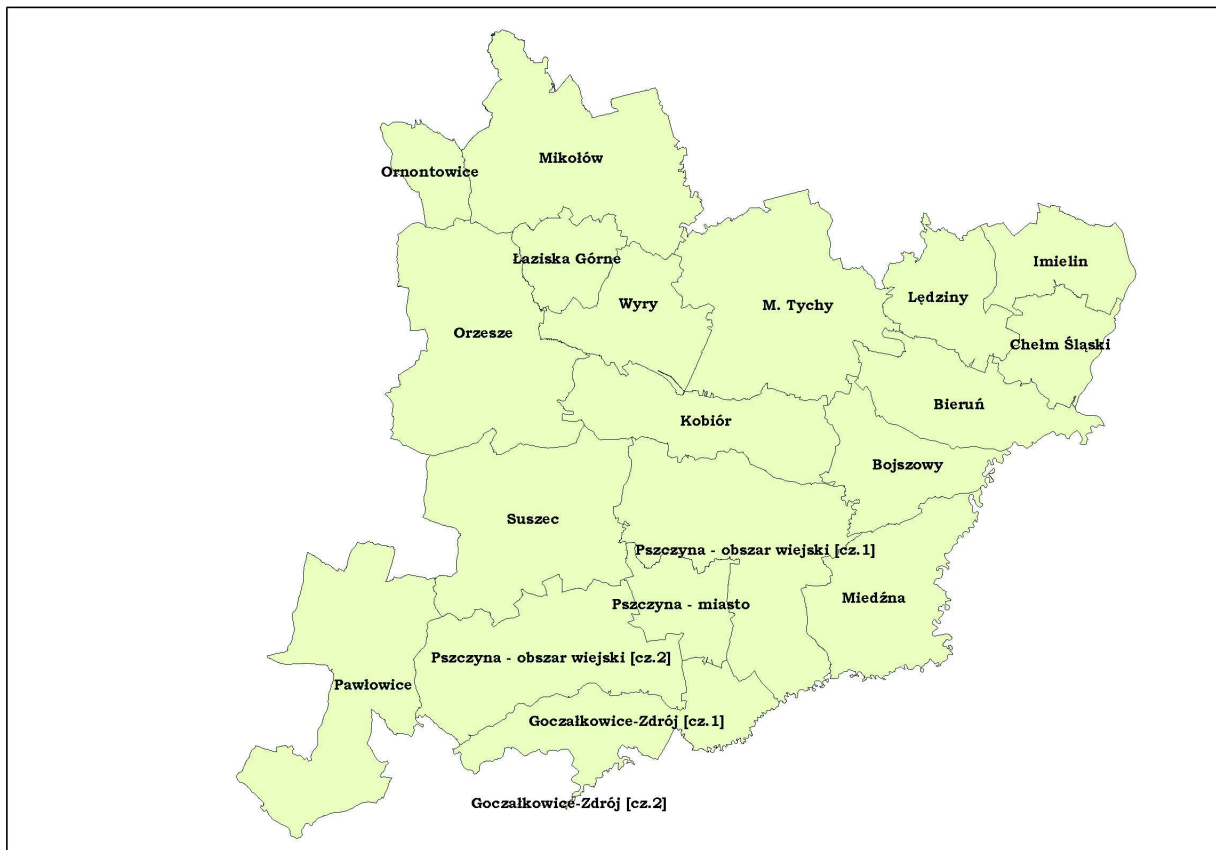 Mikołów
Ornontowice
Łaziska Górne
Imielin
Wyry
M. Tychy
Lędziny
Orzesze
Chełm Śląski
Bieruń
Kobiór
Bojszowy
Suszec
Pszczyna - obszar wiejski [cz.1]
Miedźna
Pszczyna - miasto
Pszczyna - obszar wiejski [cz.2]
Pawłowice
Goczałkowice-Zdrój [cz.1]
Goczałkowice-Zdrój [cz.2]